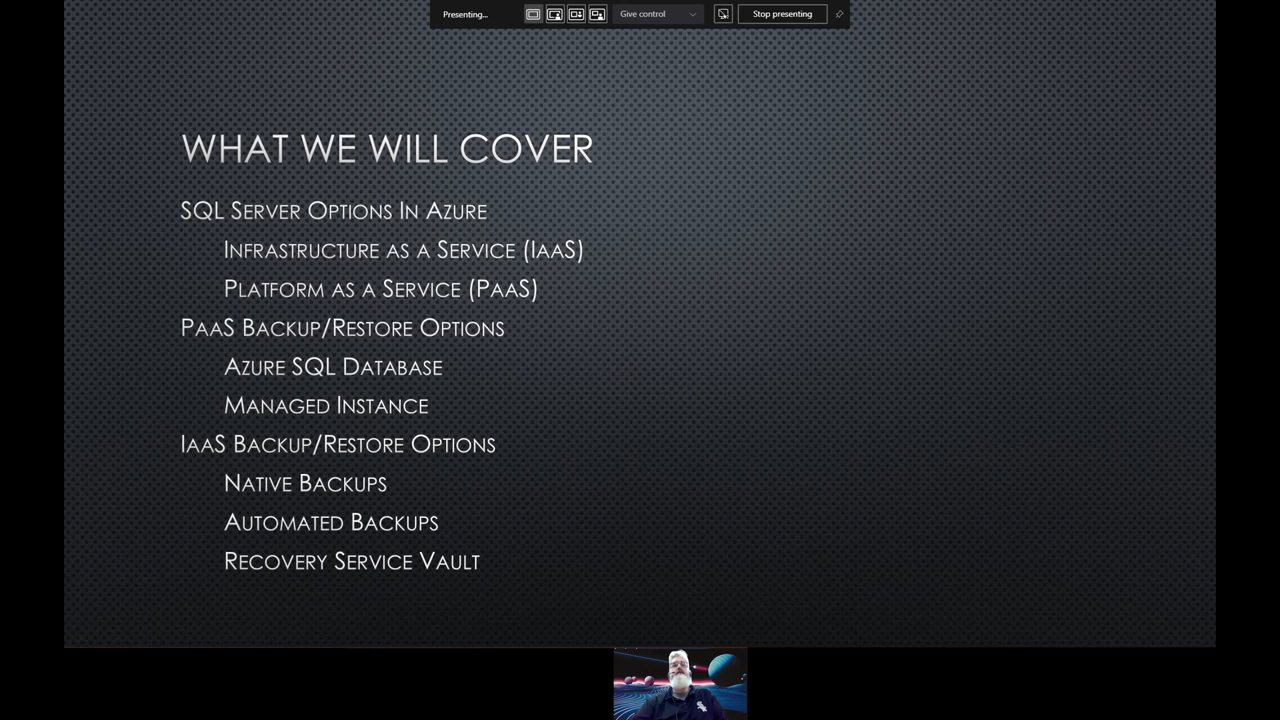 Presenting...
Give control
Stop presenting
WHAT WE WILL COVER
SQL SERVER OPTIONS IN AZURE
INFRASTRUCTURE AS A SERVICE (IAAS)
PLATFORM AS A SERVICE (PAAS)
PAAS BACKUP/RESTORE OPTIONS
AZURE SQL DATABASE
MANAGED INSTANCE
IAAS BACKUP/RESTORE OPTIONS
NATIVE BACKUPS
AUTOMATED BACKUPS
RECOVERY SERVICE VAULT